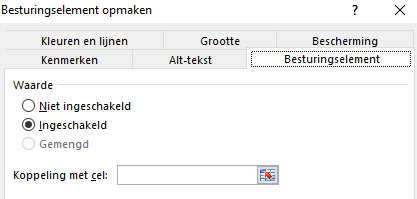 Besturingselement opmaken ? ×
Kleuren en lijnen Grootte Bescherming
Kenmerken Alt-tekst Besturingselement
Waarde
Niet ingeschakeld
Ingeschakeld
Gemengd
Koppeling met cel: